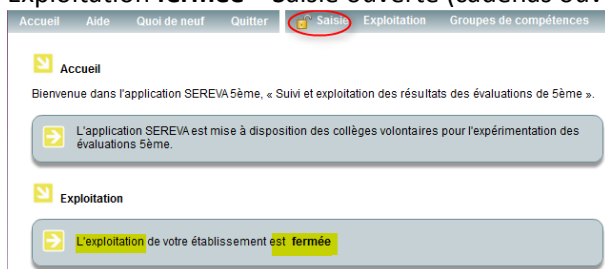 Exploitation fermée Saisie ouverte (cadenas ouv
Accueil Aide Quoi de neuf Quitter Saisie Exploitation Groupes de compétences
Accueil
Bienvenue dans l'application SEREVA 5ème, « Suivi et exploitation des résultats des évaluations de 5ème ».
L'application SEREVA est mise à disposition des collèges volontaires pour l'expérimentation des
évaluations 5ème.
Exploitation
L'exploitation de votre établissement est fermée